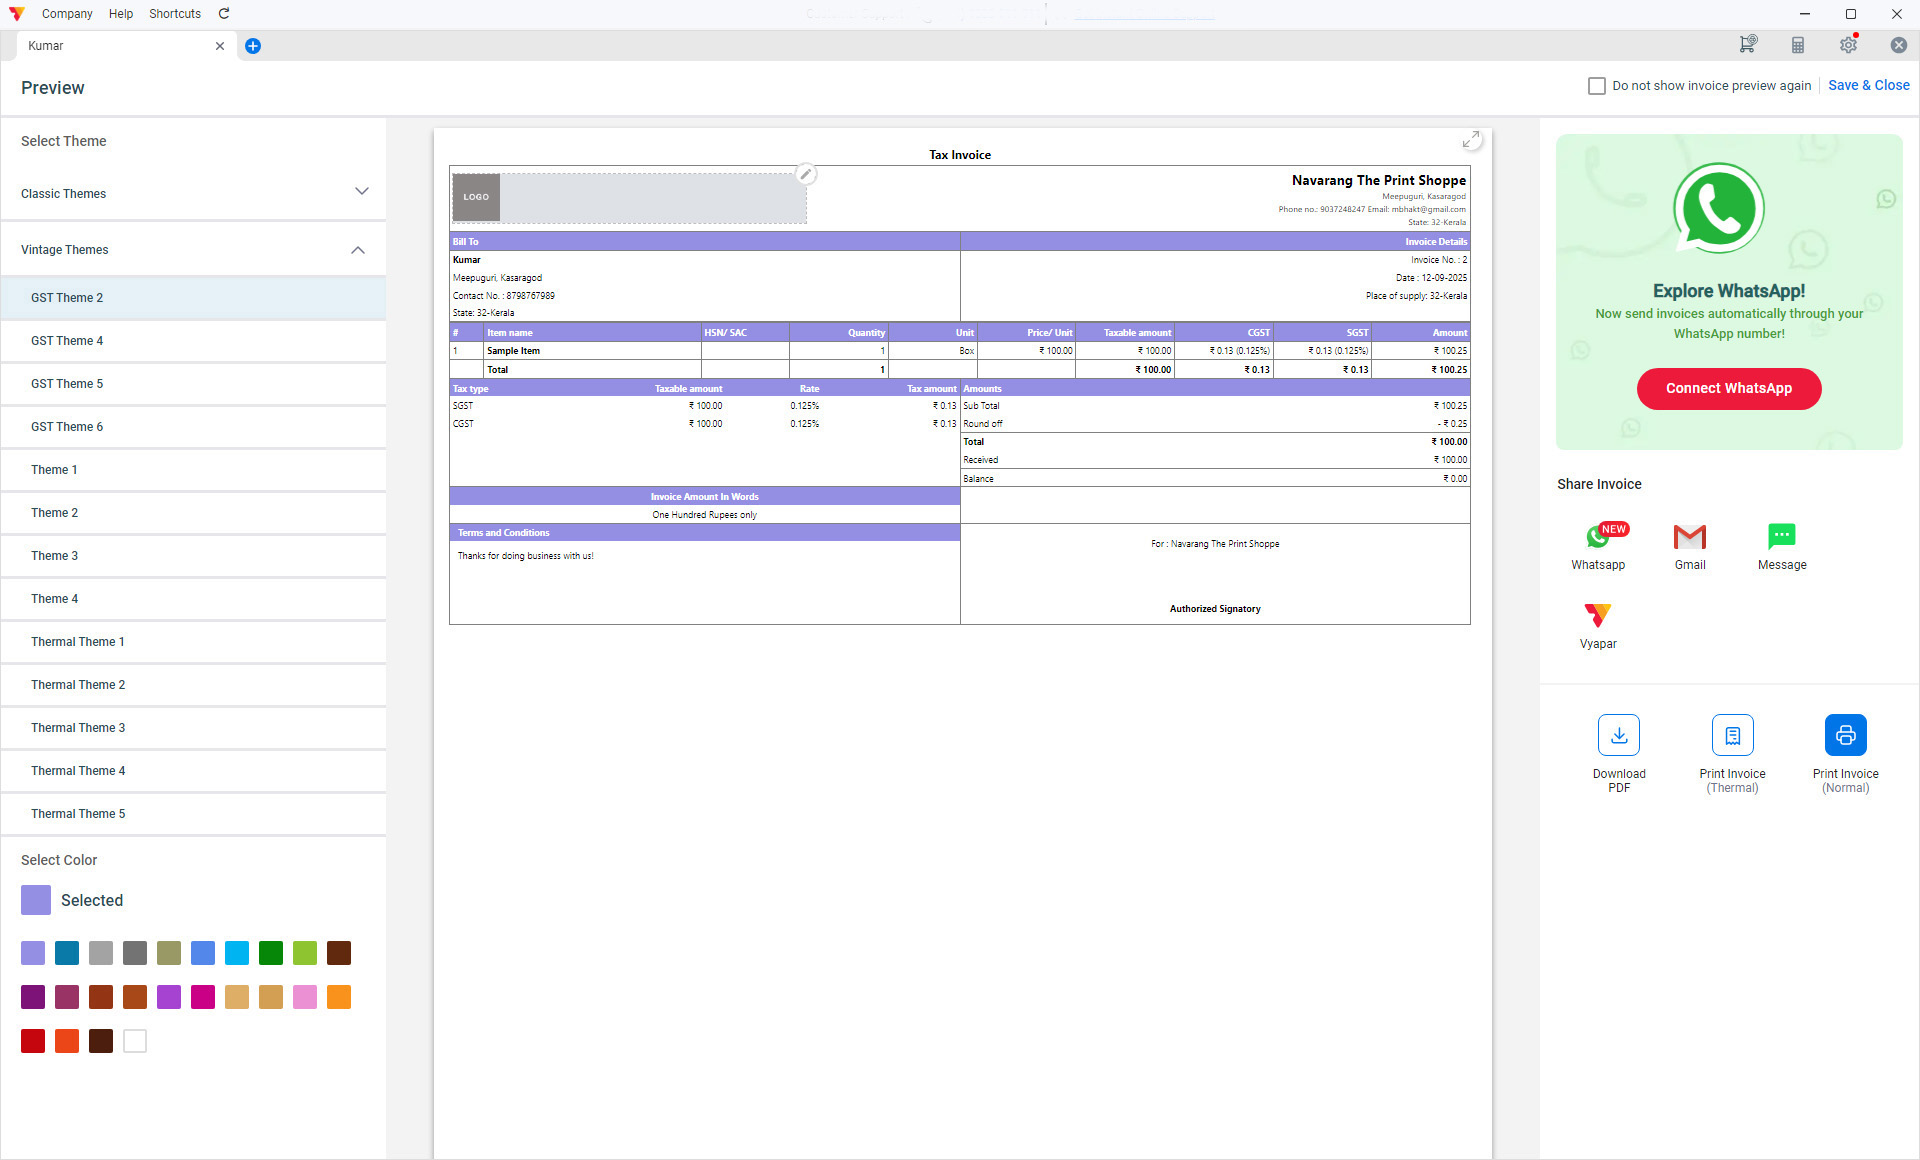 Company Help Shortcuts
Kumar
Preview
Do not show invoice preview again Save & Close
Select Theme
Classic Themes
Vintage Themes
GST Theme 2
GST Theme 4
GST Theme 5
GST Theme 6
Theme 1
Theme 2
Theme 3
Theme 4
Thermal Theme 1
Thermal Theme 2
Thermal Theme 3
Thermal Theme 4
Thermal Theme 5
Select Color
Selected
Tax Invoice
LOGO
Navarang The Print Shoppe
Meepuguri, Kasaragod
Phone no.: 9037248247 Email: mbhakt@gmail.com
State: 32-Kerala
Bill To Invoice Details
Kumar Invoice No. : 2
Meepuguri, Kasaragod Date : 12-09-2025
Contact No. : 8798767989 Place of supply: 32-Kerala
State: 32-Kerala
# Item name HSN/ SAC Quantity Unit Price/ Unit Taxable amount CGST SGST Amount
1 Sample Item 1 Box ₹ 100.00 ₹ 100.00 ₹ 0.13 (0.125%) ₹ 0.13 (0.125%) ₹ 100.25
Total 1 ₹ 100.00 ₹ 0.13 ₹ 0.13 ₹ 100.25
Tax type Taxable amount Rate Tax amount Amounts
SGST ₹ 100.00 0.125% ₹ 0.13 Sub Total ₹ 100.25
CGST ₹ 100.00 0.125% ₹ 0.13 Round off - ₹ 0.25
Total ₹ 100.00
Received ₹ 100.00
Balance ₹ 0.00
Invoice Amount In Words
One Hundred Rupees only
Terms and Conditions
Thanks for doing business with us!
For : Navarang The Print Shoppe
Authorized Signatory
Explore WhatsApp!
Now send invoices automatically through your
WhatsApp number!
Connect WhatsApp
Share Invoice
NEW
Whatsapp Gmail Message
Vyapar
Download Print Invoice Print Invoice
PDF (Thermal) (Normal)